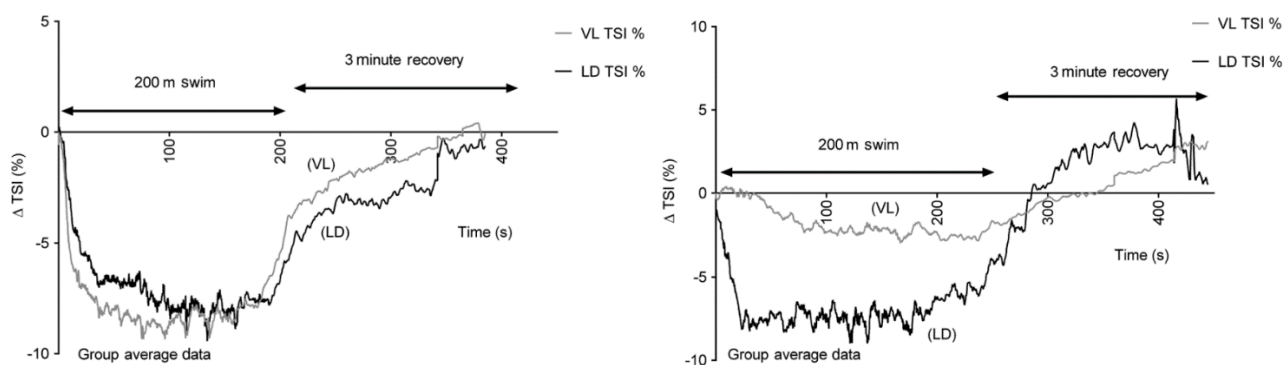 5
VL TSI %
LD TSI %
3 minute recovery
200 m swim
0
100
200
300
400
(VL)
(LD)
Δ TSI (%)
-5
Time (s)
-10
Group average data
10
VL TSI %
LD TSI %
3 minute recovery
5
200 m swim
0
100
200
300
400
(VL)
Δ TSI (%)
Time (s)
-5
(LD)
-10
Group average data